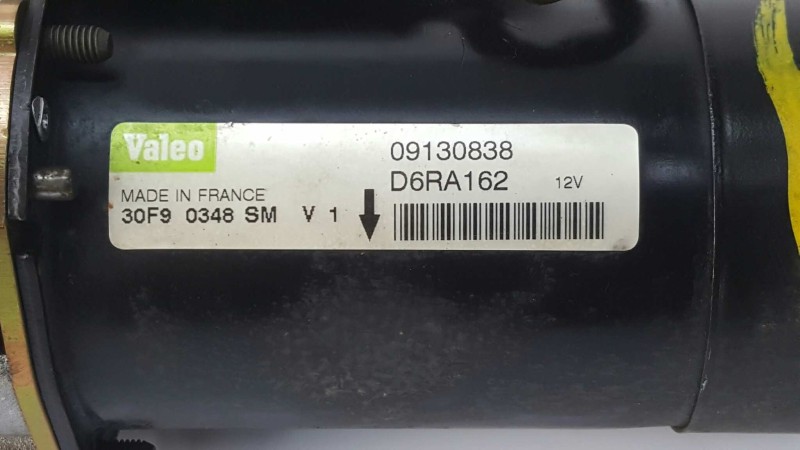 Valeo
MADE IN FRANCE
30F9 0348 SM V 1
09130838
D6RA162 12V